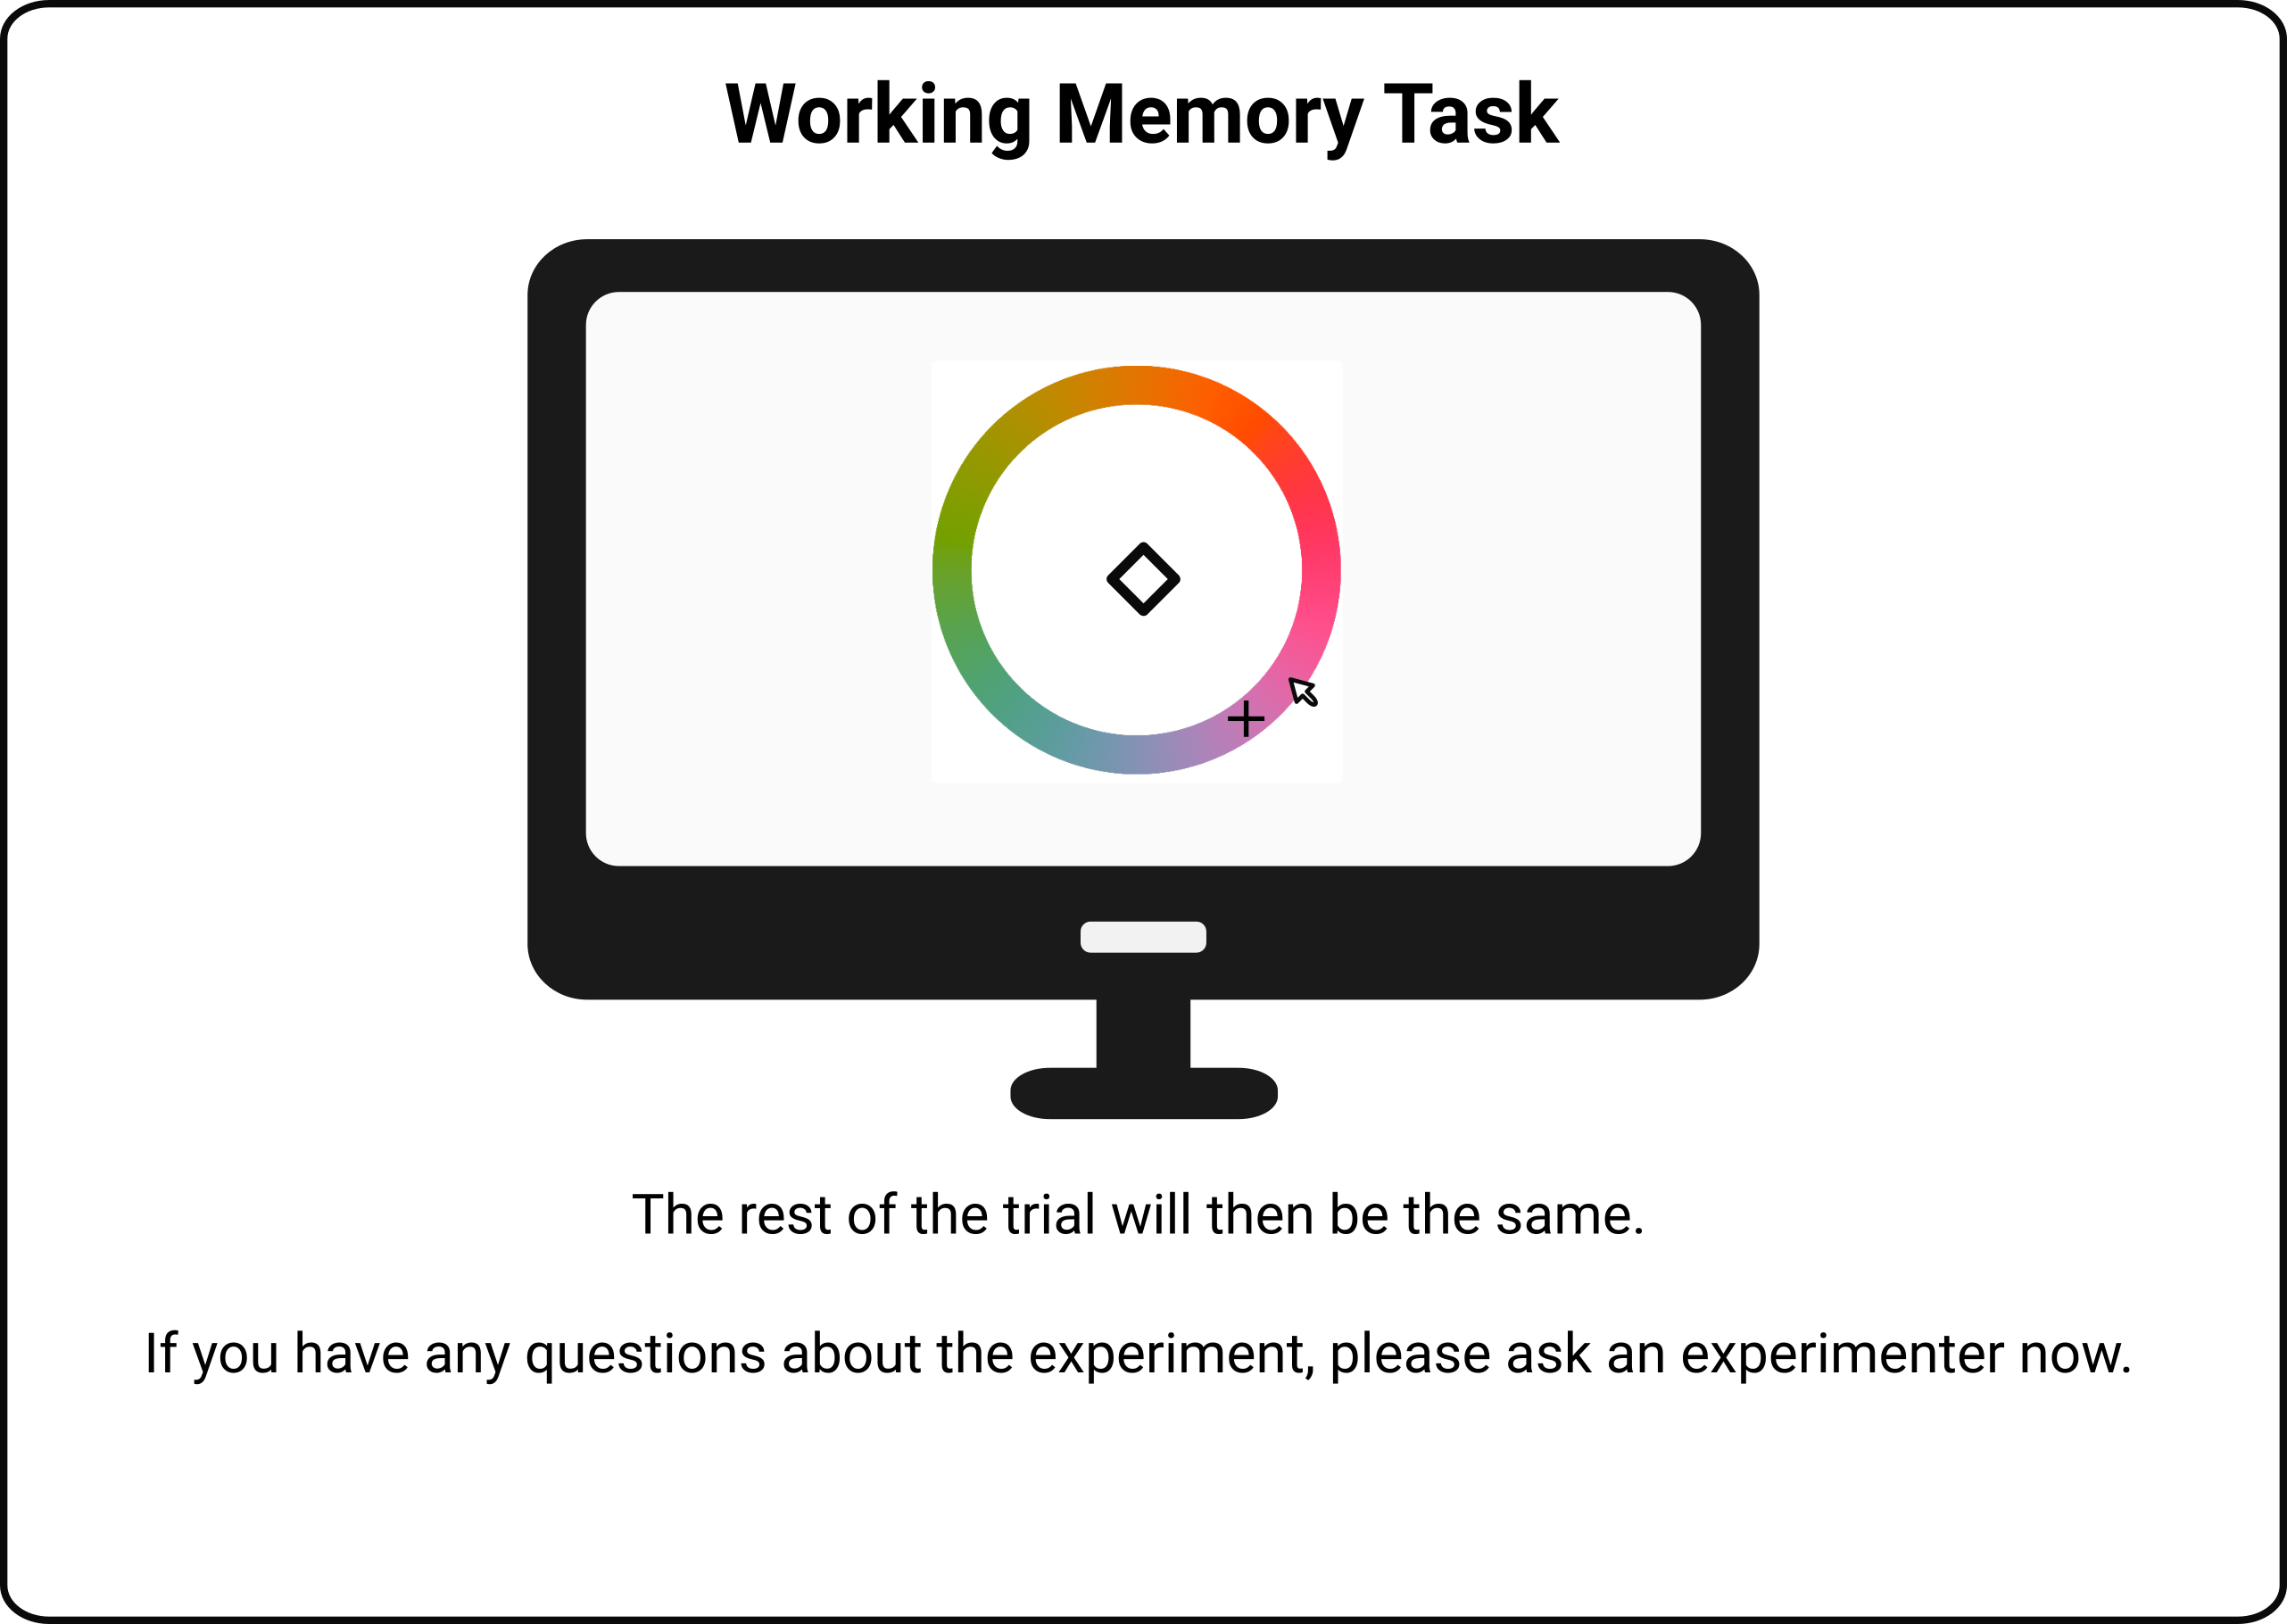 Working Memory Task
The rest of the trial will then be the same.
If you have any questions about the experiment, please ask an experimenter now.